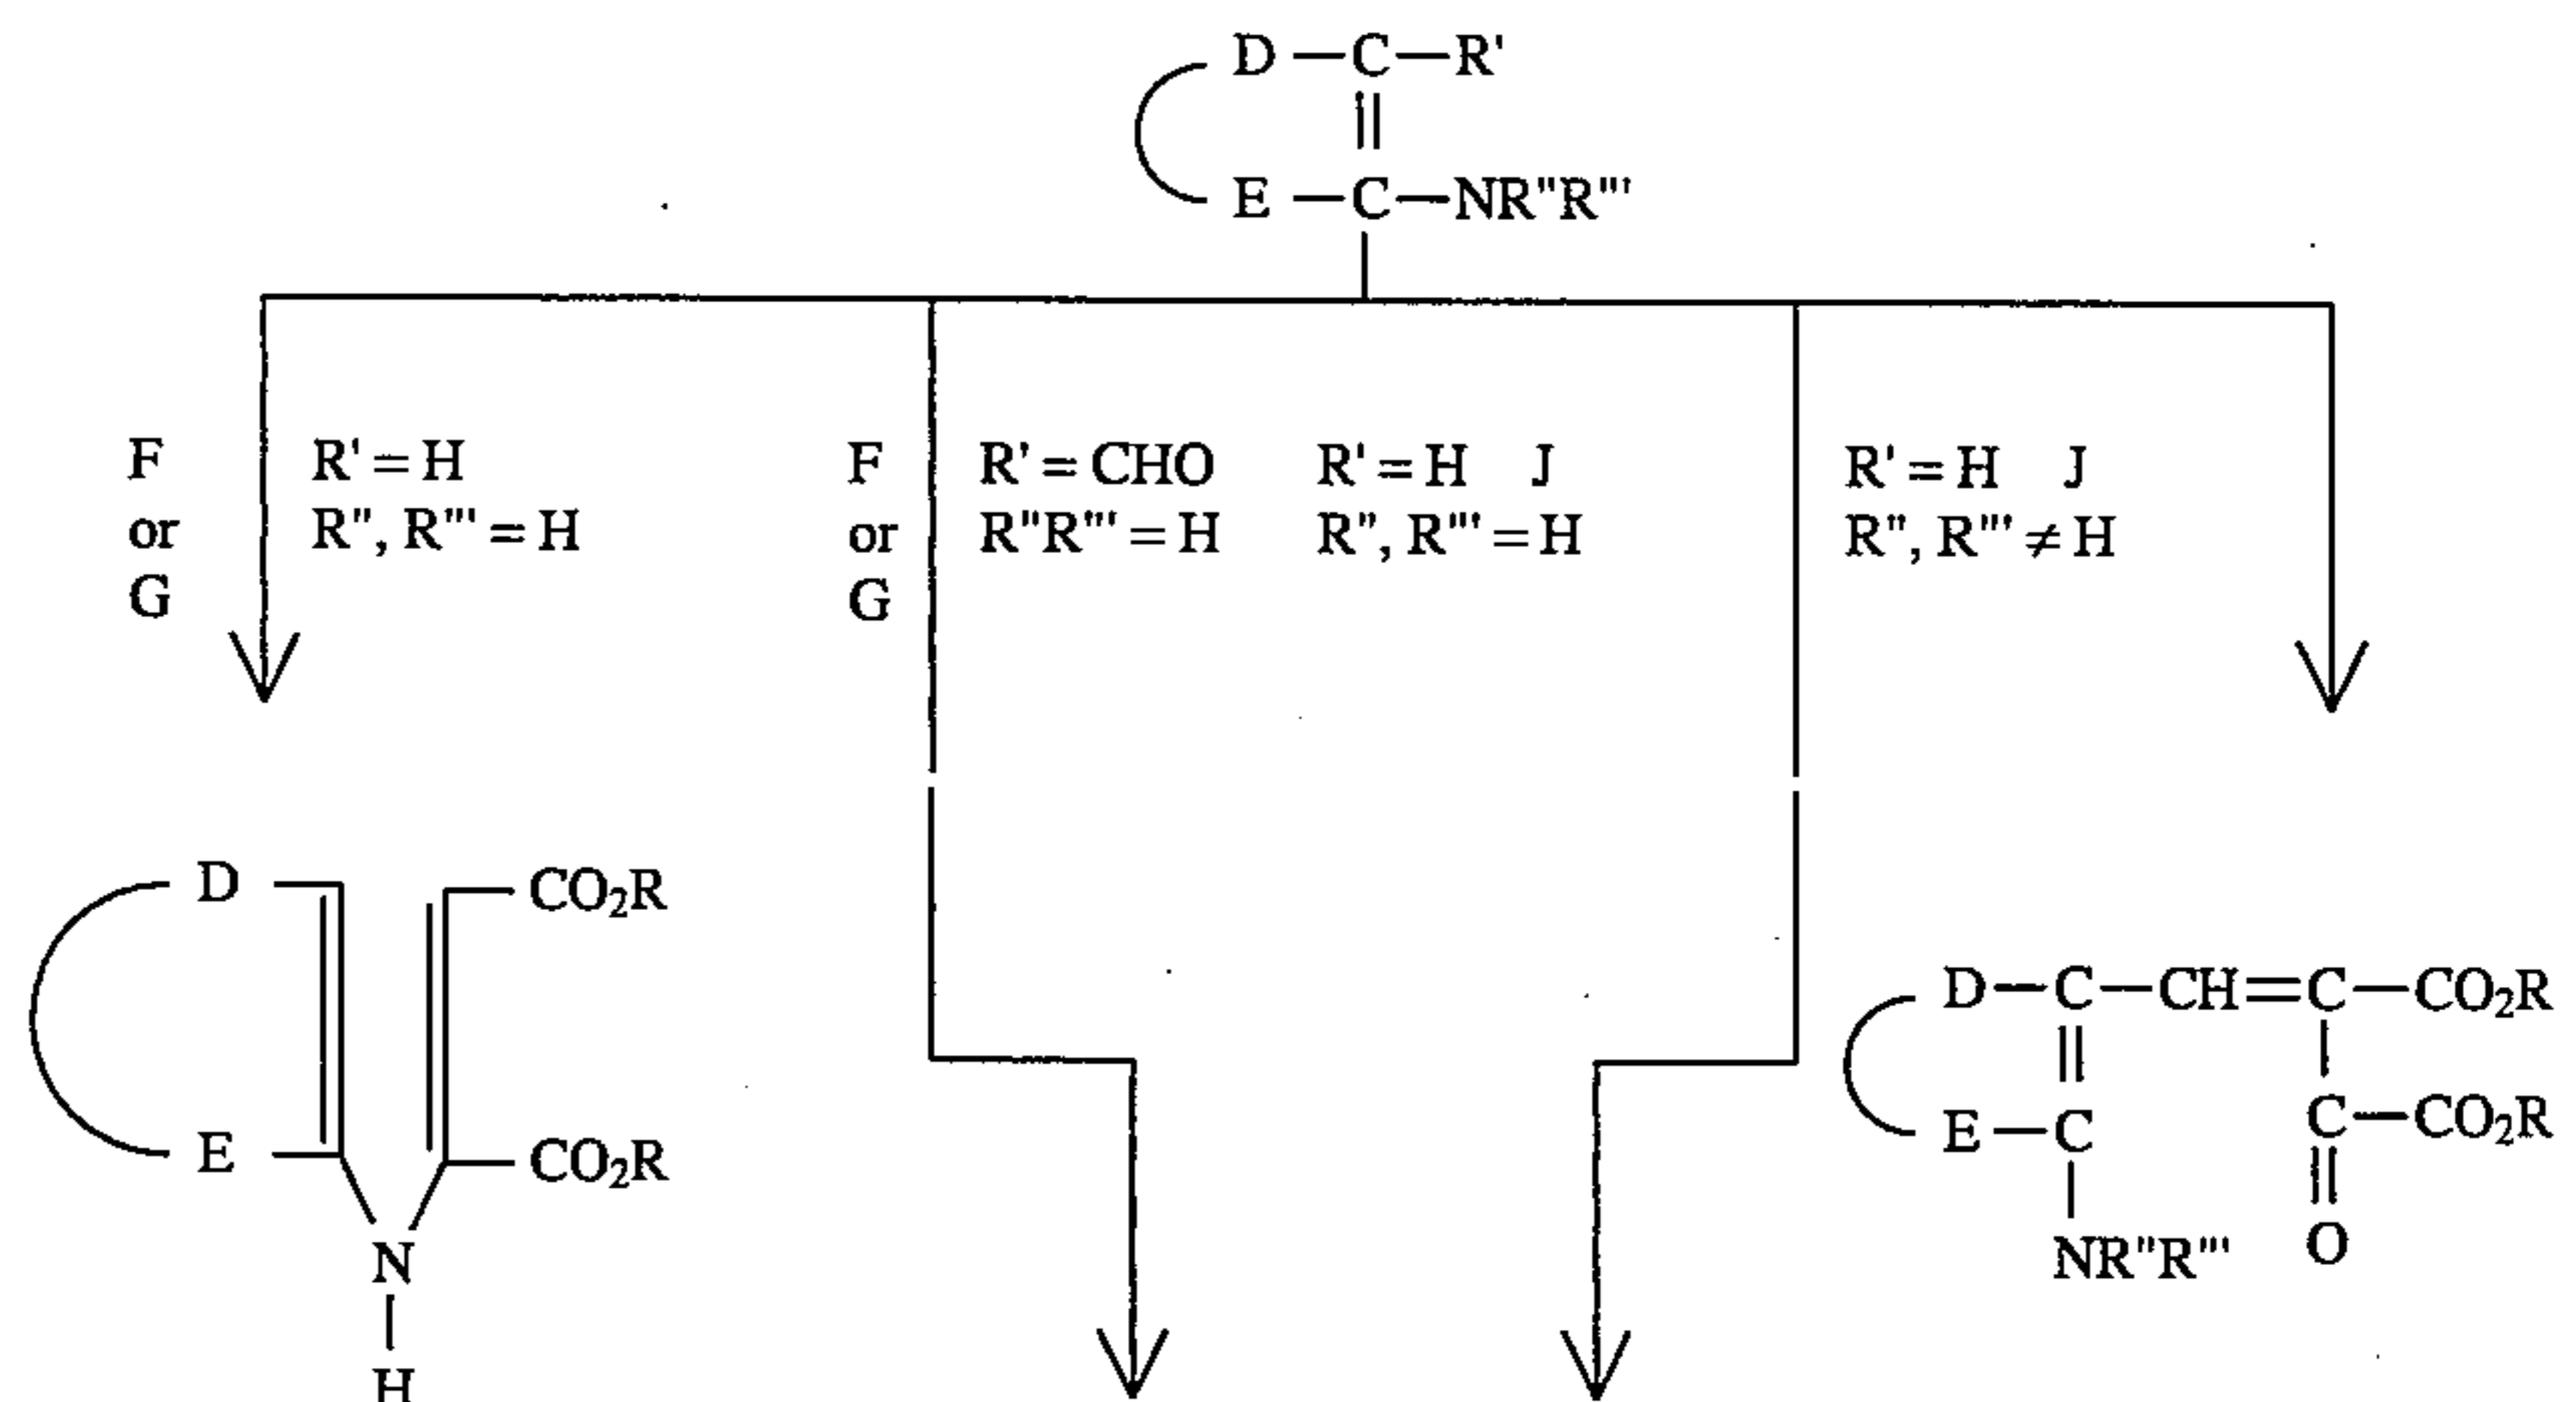 D—C—R'
E—C—NR"R"'
F or G
R' = H
R", R"' = H
F or G
R' = CHO
R"R"' = H
R' = H J
R", R"' = H
R' = H J
R", R"' ≠ H
D
CO₂R
E
CO₂R
N
H
D—C—CH=C—CO₂R
E—C
C—CO₂R
NR"R"'
O